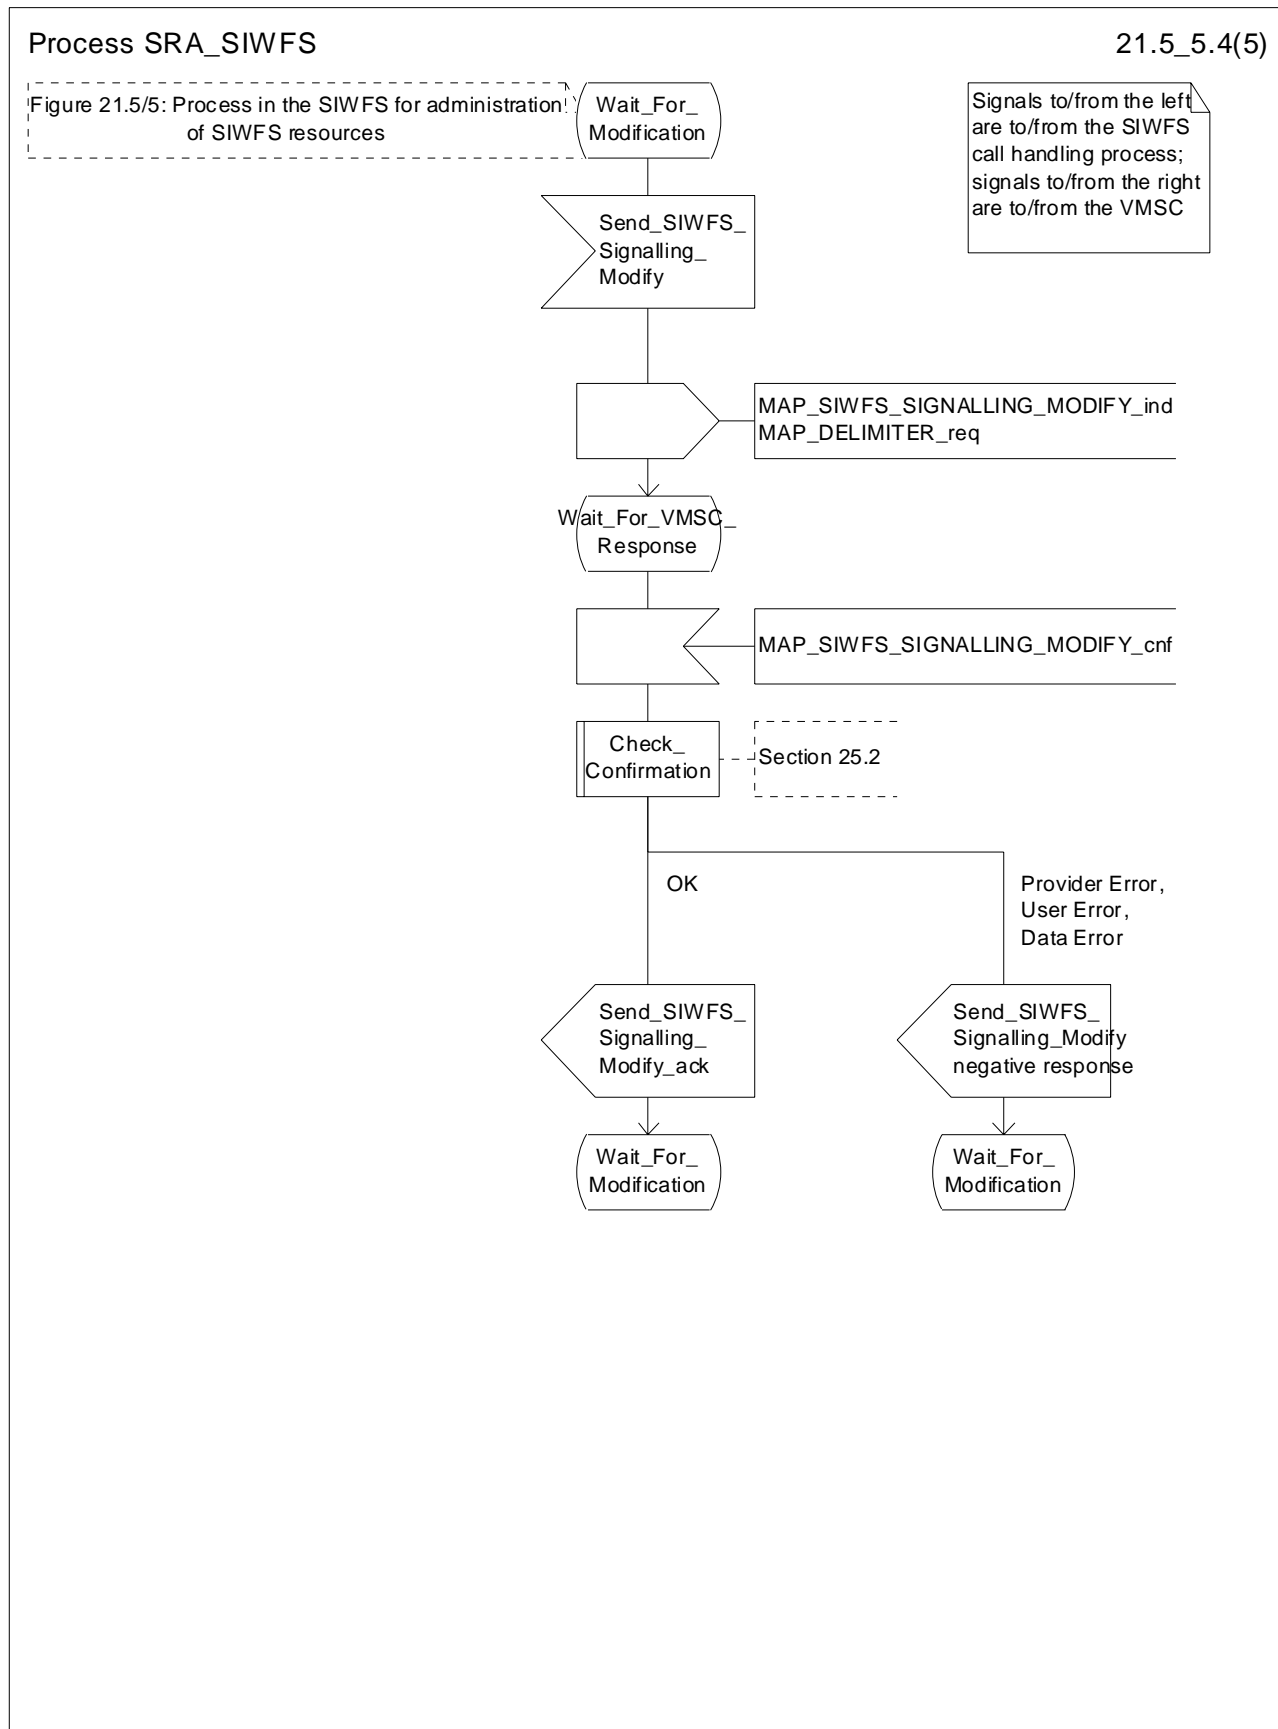 Process SRA_SIWFS
21.5_5.4(5)
Figure 21.5/5: Process in the SIWFS for administration
of SIWFS resources
Wait_For_
Modification
Signals to/from the left
are to/from the SIWFS
call handling process;
signals to/from the right
are to/from the VMSC
Send_SIWFS_
Signalling_
Modify
MAP_SIWFS_SIGNALLING_MODIFY_ind
MAP_DELIMITER_req
Wait_For_VMSC_
Response
MAP_SIWFS_SIGNALLING_MODIFY_cnf
Check_
Confirmation
Section 25.2
OK
Provider Error,
User Error,
Data Error
Send_SIWFS_
Signalling_
Modify_ack
Send_SIWFS_
Signalling_Modify
negative response
Wait_For_
Modification
Wait_For_
Modification